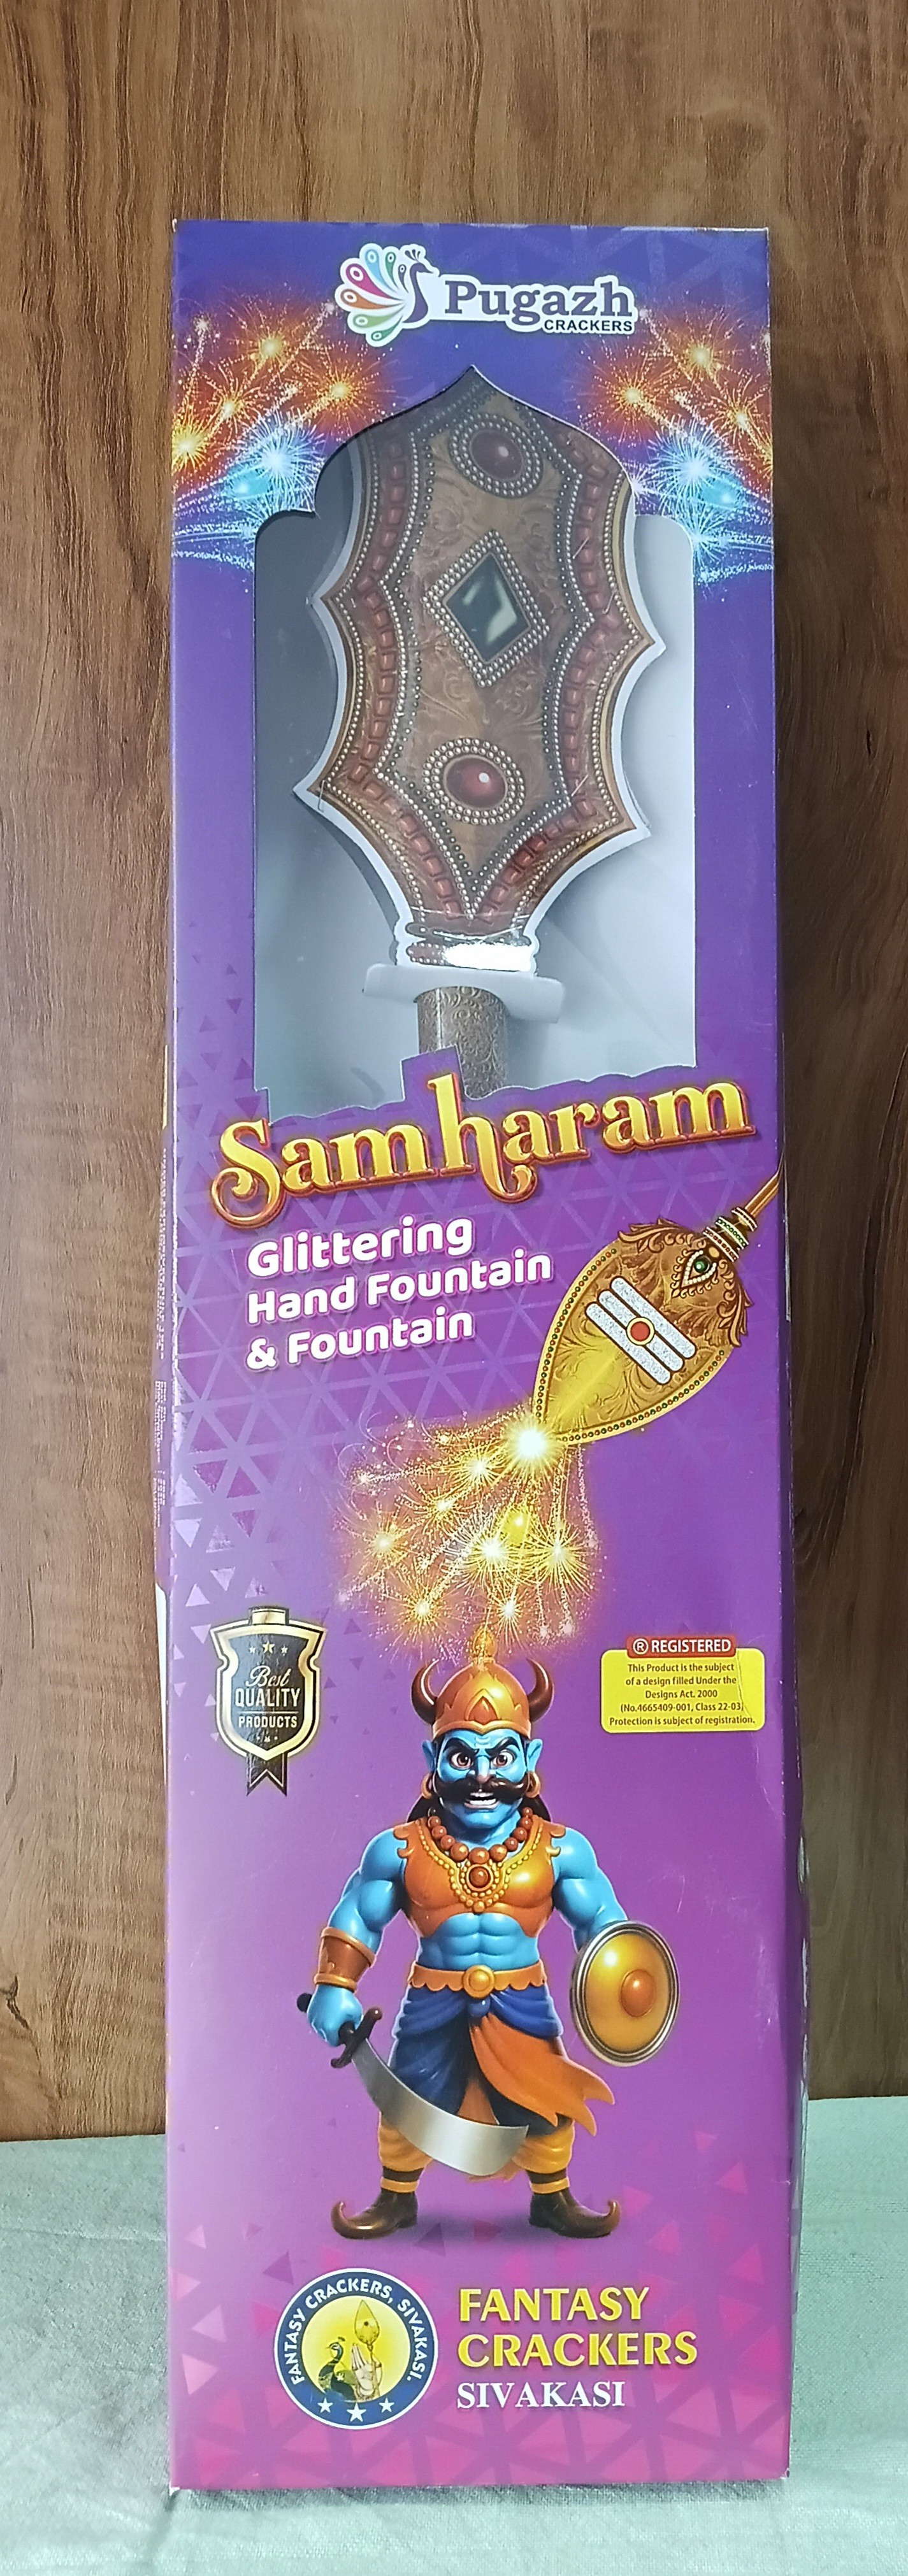 Pugazh
CRACKERS
Samharam
Glittering
Hand Fountain
& Fountain
Best
QUALITY
PRODUCTS
® REGISTERED
This Product is the subject
of a design filled Under the
Designs Act, 2000
(No.4665409-001, Class 22-03)
Protection is subject of registration.
FANTASY CRACKERS, SIVAKASI.
FANTASY
CRACKERS
SIVAKASI